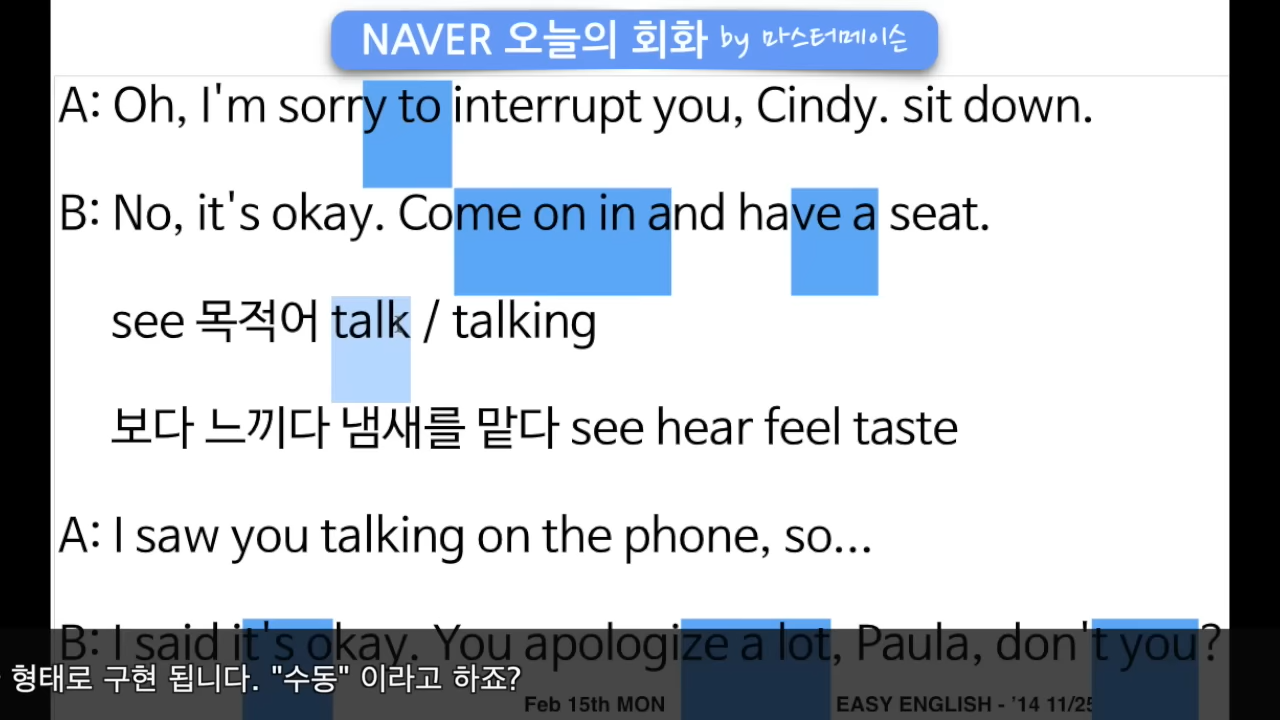 NAVER 오늘의 회화 by 마스터메이슨
A: Oh, I'm sorry to interrupt you, Cindy. sit down.
B: No, it's okay. Come on in and have a seat.
see 목적어 talk / talking
보다 느끼다 냄새를 맡다 see hear feel taste
A: I saw you talking on the phone, so...
B: I said it's okay. You apologize a lot, Paula, don't you?
형태로 구현 됩니다. "수동" 이라고 하죠?
Feb 15th MON EASY ENGLISH - '14 11/25